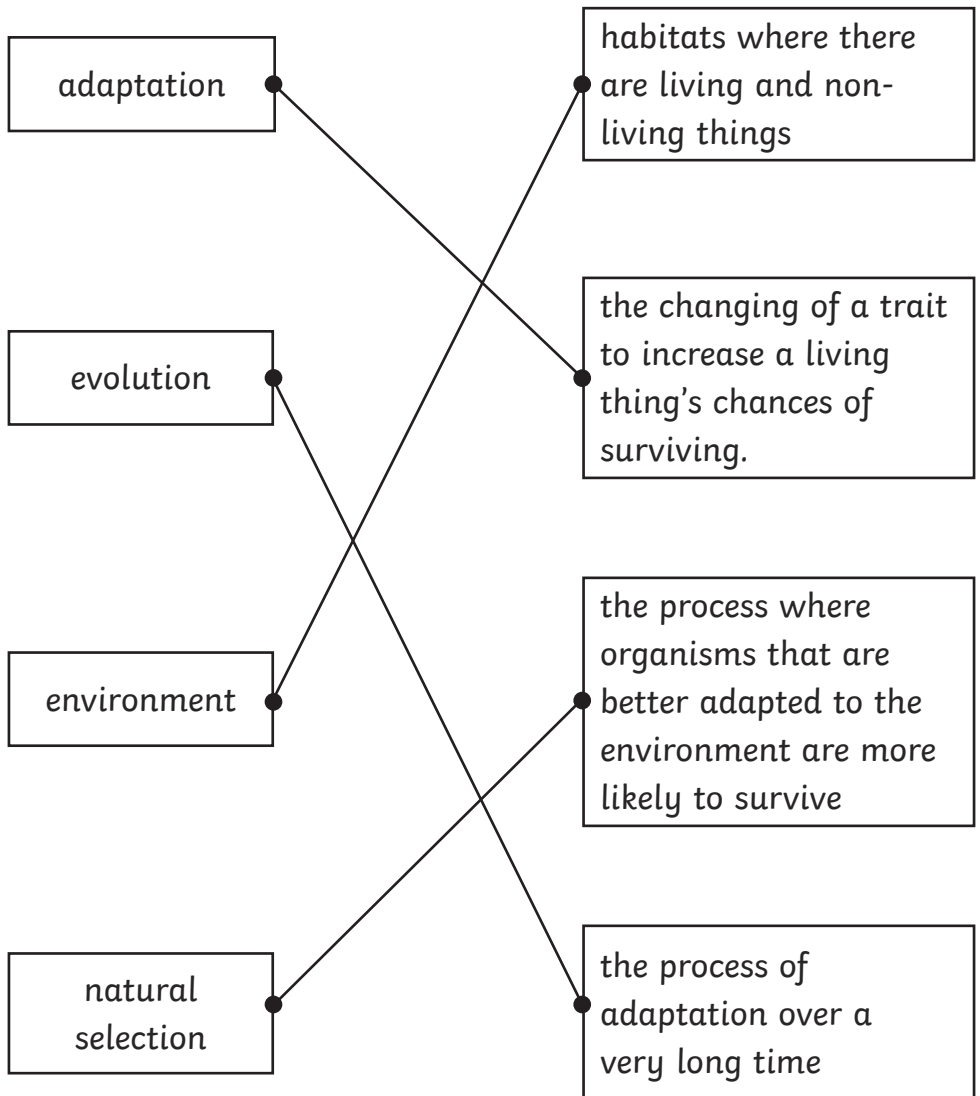 adaptation
habitats where there
are living and non-
living things
evolution
the changing of a trait
to increase a living
thing's chances of
surviving.
environment
the process where
organisms that are
better adapted to the
environment are more
likely to survive
natural
selection
the process of
adaptation over a
very long time